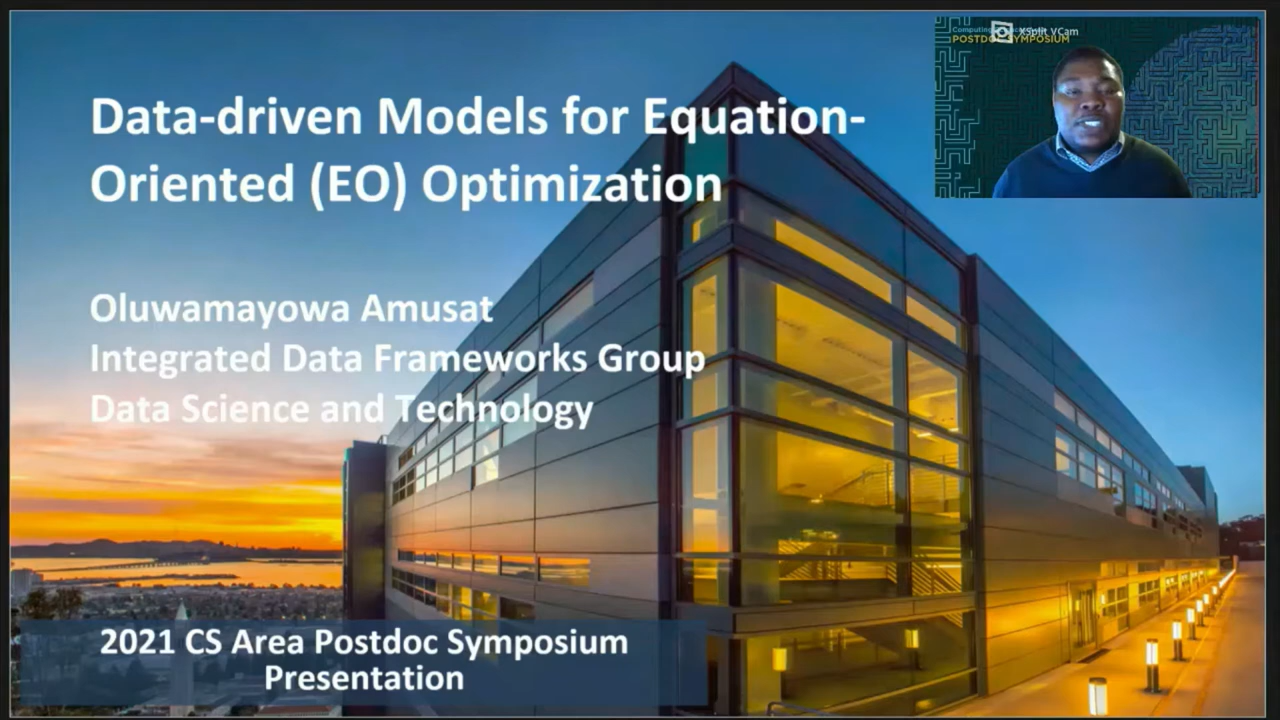 Data-driven Models for Equation-
Oriented (EO) Optimization
Oluwamayowa Amusat
Integrated Data Frameworks Group
Data Science and Technology
2021 CS Area Postdoc Symposium
Presentation
Computing
XSplit VCam
POSTDOC SYMPOSIUM